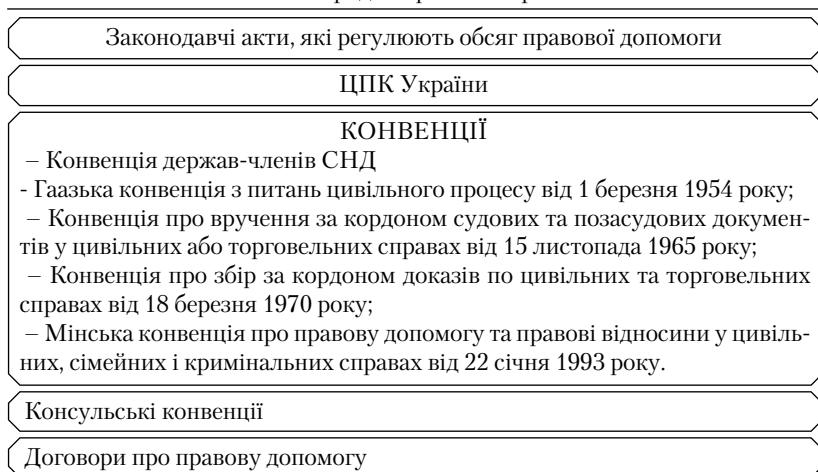 Законодавчі акти, які регулюють обсяг правової допомоги
ЦПК України
КОНВЕНЦІЇ
– Конвенція держав-членів СНД
- Гаазька конвенція з питань цивільного процесу від 1 березня 1954 року;
– Конвенція про вручення за кордоном судових та позасудових докумен-
тів у цивільних або торговельних справах від 15 листопада 1965 року;
– Конвенція про збір за кордоном доказів по цивільних та торговельних
справах від 18 березня 1970 року;
– Мінська конвенція про правову допомогу та правові відносини у цивіль-
них, сімейних і кримінальних справах від 22 січня 1993 року.
Консульські конвенції
Договори про правову допомогу